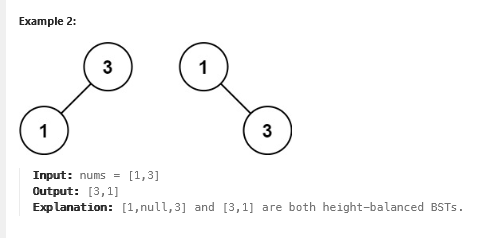 Example 2:
3 1
1 3
Input: nums = [1,3]
Output: [3,1]
Explanation: [1,null,3] and [3,1] are both height-balanced BSTs.